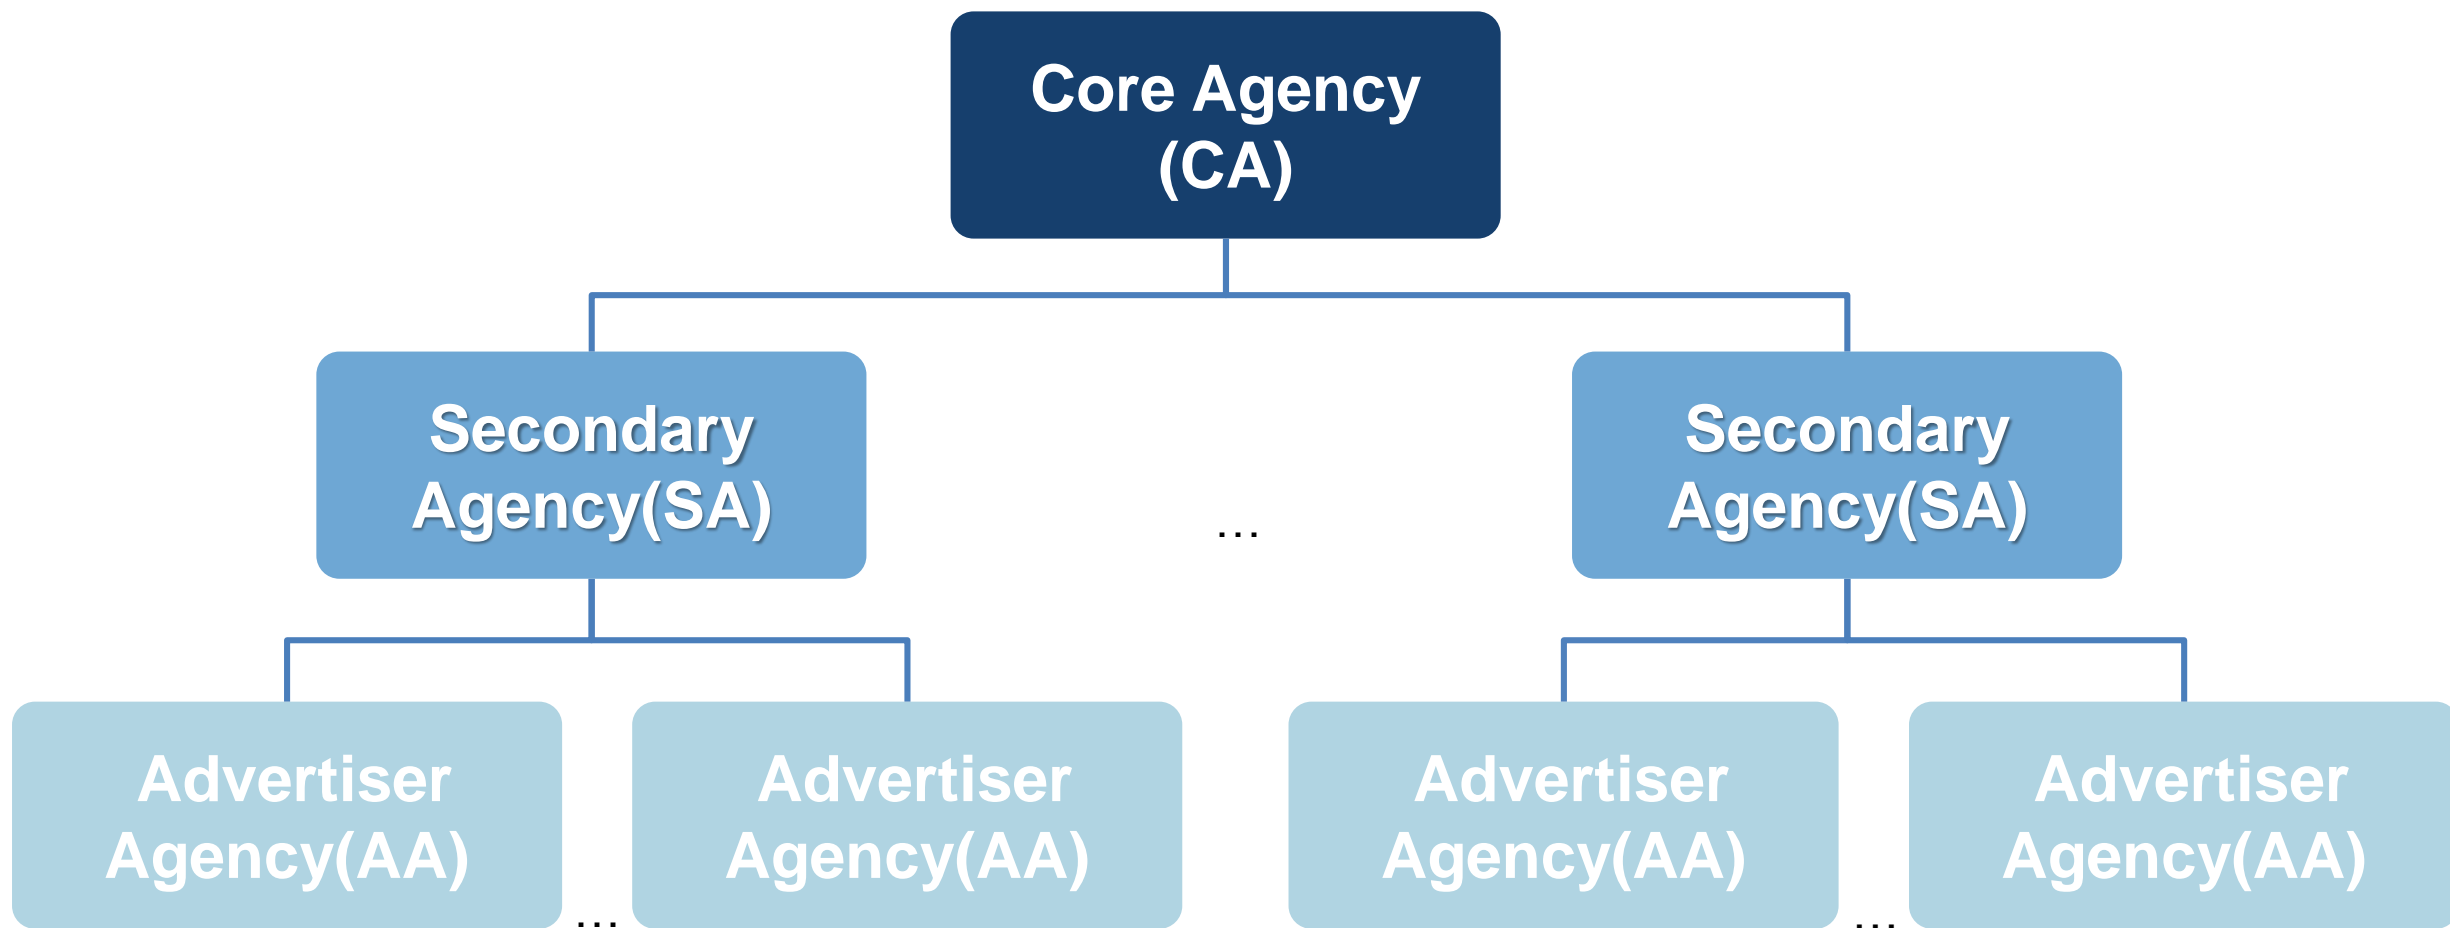 Core Agency
(CA)
Secondary
Agency(SA)
...
Secondary
Agency(SA)
Advertiser
Agency(AA)
...
Advertiser
Agency(AA)
Advertiser
Agency(AA)
...
Advertiser
Agency(AA)